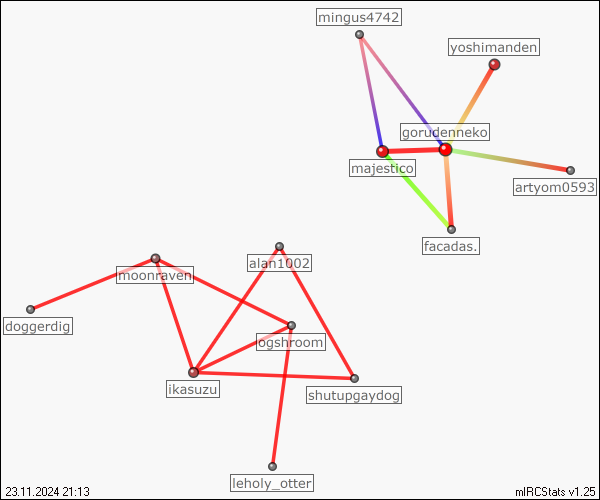 mingus4742
yoshimanden
gorudenneko
majestico
artyom0593
facadas.
alan1002
moonraven
doggerdig
ogshroom
ikasuzu
shutupgaydog
leholy_otter
23.11.2024 21:13
mIRCStats v1.25